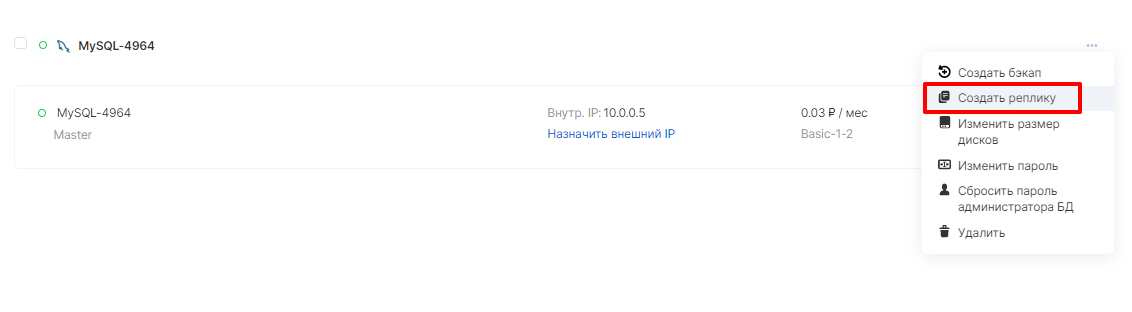 MySQL-4964
Создать бэкап
Создать реплику
Изменить размер
дисков
Изменить пароль
Сбросить пароль
администратора БД
Удалить
MySQL-4964
Master
Внутр. IP: 10.0.0.5
Назначить внешний IP
0.03 ₽ / мес
Basic-1-2